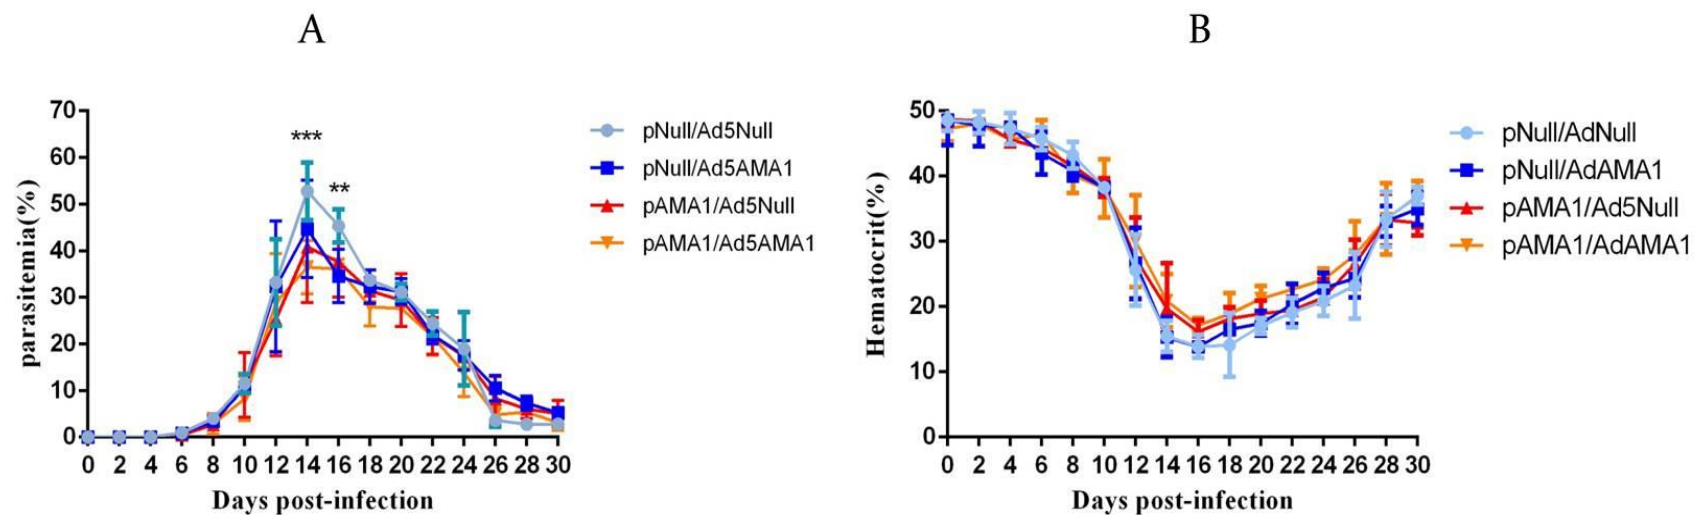 A
70
60
50
40
30
20
10
0
parasitemia(%)
***
**
0 2 4 6 8 10 12 14 16 18 20 22 24 26 28 30
Days post-infection
pNull/Ad5Null
pNull/Ad5AMA1
pAMA1/Ad5Null
pAMA1/Ad5AMA1
B
50
40
30
20
10
0
Hematocrit(%)
0 2 4 6 8 10 12 14 16 18 20 22 24 26 28 30
Days post-infection
pNull/AdNull
pNull/AdAMA1
pAMA1/Ad5Null
pAMA1/AdAMA1